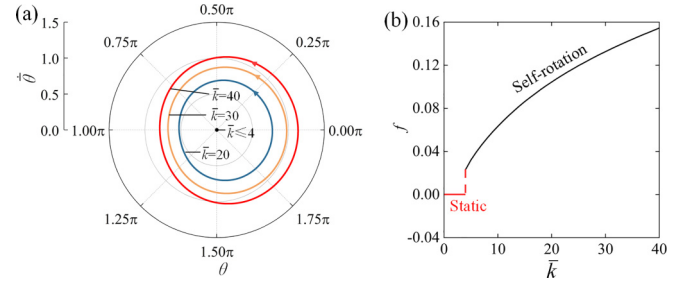 (a)
1.5
1.0
0.5
0.0
θ̇
0.50π
0.75π
0.25π
1.00π
0.00π
1.25π
1.75π
1.50π
k̄=40
k̄=30
k̄⩽4
k̄=20
θ
(b)
0.16
0.12
0.08
0.04
0.00
-0.04
f
Self-rotation
Static
0
10
20
30
40
k̄